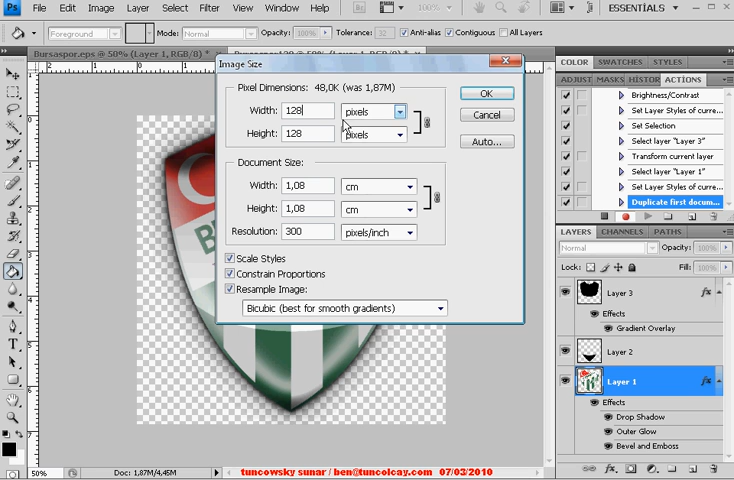 Ps File Edit Image Layer Select Filter Analysis View Window Help 100% ESSENTİALS
Foreground Mode: Normal Opacity: 100% Tolerance: 32 Anti-alias Contiguous All Layers
Bursaspor.eps @ 50% (Layer 1, RGB/8) *
Image Size
Pixel Dimensions: 48,0K (was 1,87M)
Width: 128 pixels
Height: 128 pixels
OK
Cancel
Auto...
Document Size:
Width: 1,08 cm
Height: 1,08 cm
Resolution: 300 pixels/inch
Scale Styles
Constrain Proportions
Resample Image:
Bicubic (best for smooth gradients)
COLOR SWATCHES STYLES
ADJUST MASKS HISTOR ACTIONS
Brightness/Contrast
Set Layer Styles of curre...
Set Selection
Select layer "Layer 3"
Transform current layer
Select layer "Layer 1"
Set Layer Styles of curre...
Duplicate first docum...
LAYERS CHANNELS PATHS
Normal Opacity: 100%
Lock: Fill: 100%
Layer 3 fx
Effects
Gradient Overlay
Layer 2
Layer 1 fx
Effects
Drop Shadow
Outer Glow
Bevel and Emboss
50% Doc: 1,87M/4,45M
tuncowsky sunar / ben@tuncolcay.com 07/03/2010